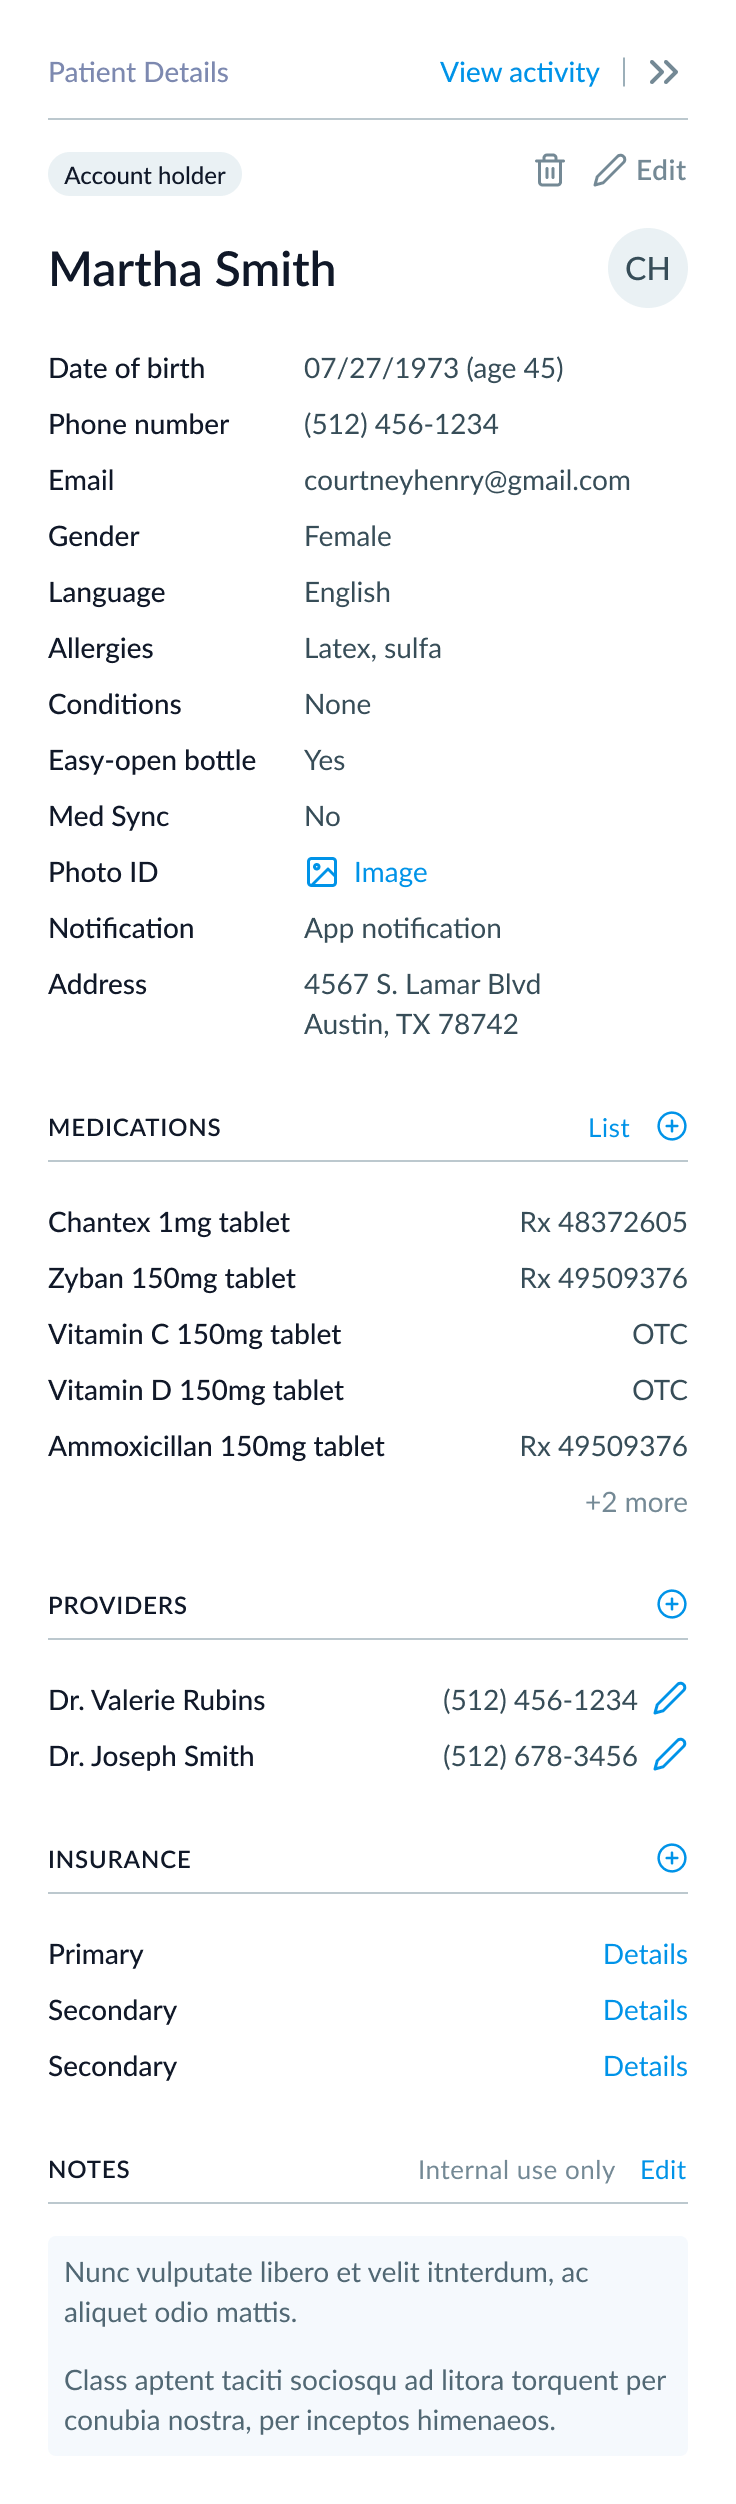 Patient Details View activity
Account holder Edit
Martha Smith CH
Date of birth 07/27/1973 (age 45)
Phone number (512) 456-1234
Email courtneyhenry@gmail.com
Gender Female
Language English
Allergies Latex, sulfa
Conditions None
Easy-open bottle Yes
Med Sync No
Photo ID Image
Notification App notification
Address 4567 S. Lamar Blvd
Austin, TX 78742
MEDICATIONS List
Chantex 1mg tablet Rx 48372605
Zyban 150mg tablet Rx 49509376
Vitamin C 150mg tablet OTC
Vitamin D 150mg tablet OTC
Ammoxicillan 150mg tablet Rx 49509376
+2 more
PROVIDERS
Dr. Valerie Rubins (512) 456-1234
Dr. Joseph Smith (512) 678-3456
INSURANCE
Primary Details
Secondary Details
Secondary Details
NOTES Internal use only Edit
Nunc vulputate libero et velit itnterdum, ac
aliquet odio mattis.
Class aptent taciti sociosqu ad litora torquent per
conubia nostra, per inceptos himenaeos.